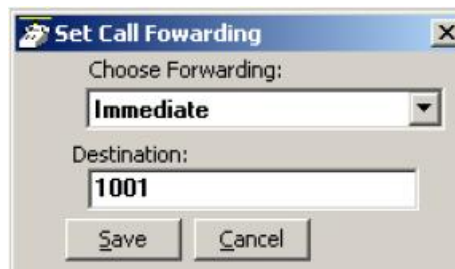 Set Call Fowarding
Choose Forwarding:
Immediate
Destination:
1001
Save Cancel